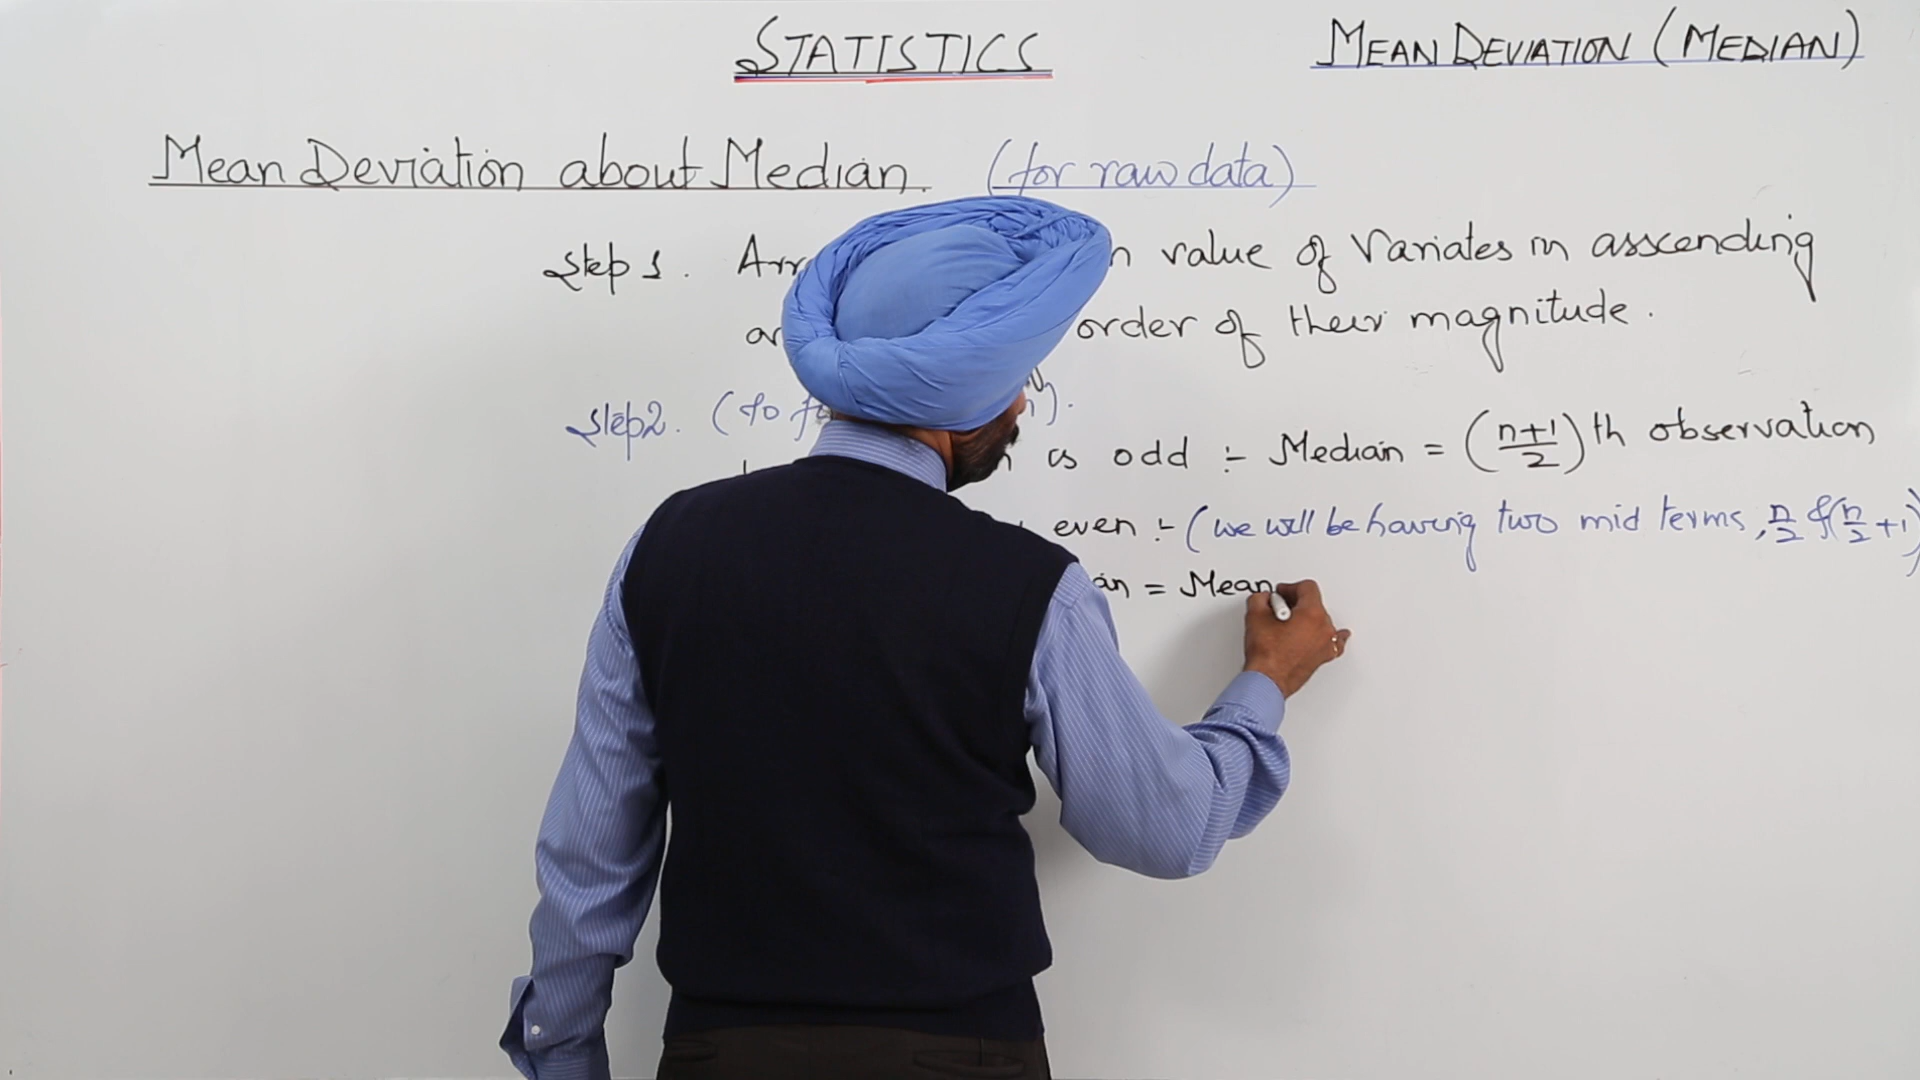 STATISTICS
MEAN DEVIATION (MEDIAN)
Mean Deviation about Median. (for raw data)
Step 1. value of Variates in asscending
order of their magnitude.
Step 2. (to
is odd :- Median = (n+1/2)th observation
even :- (we will be having two mid terms, n/2 & (n/2 +1)
= Mean